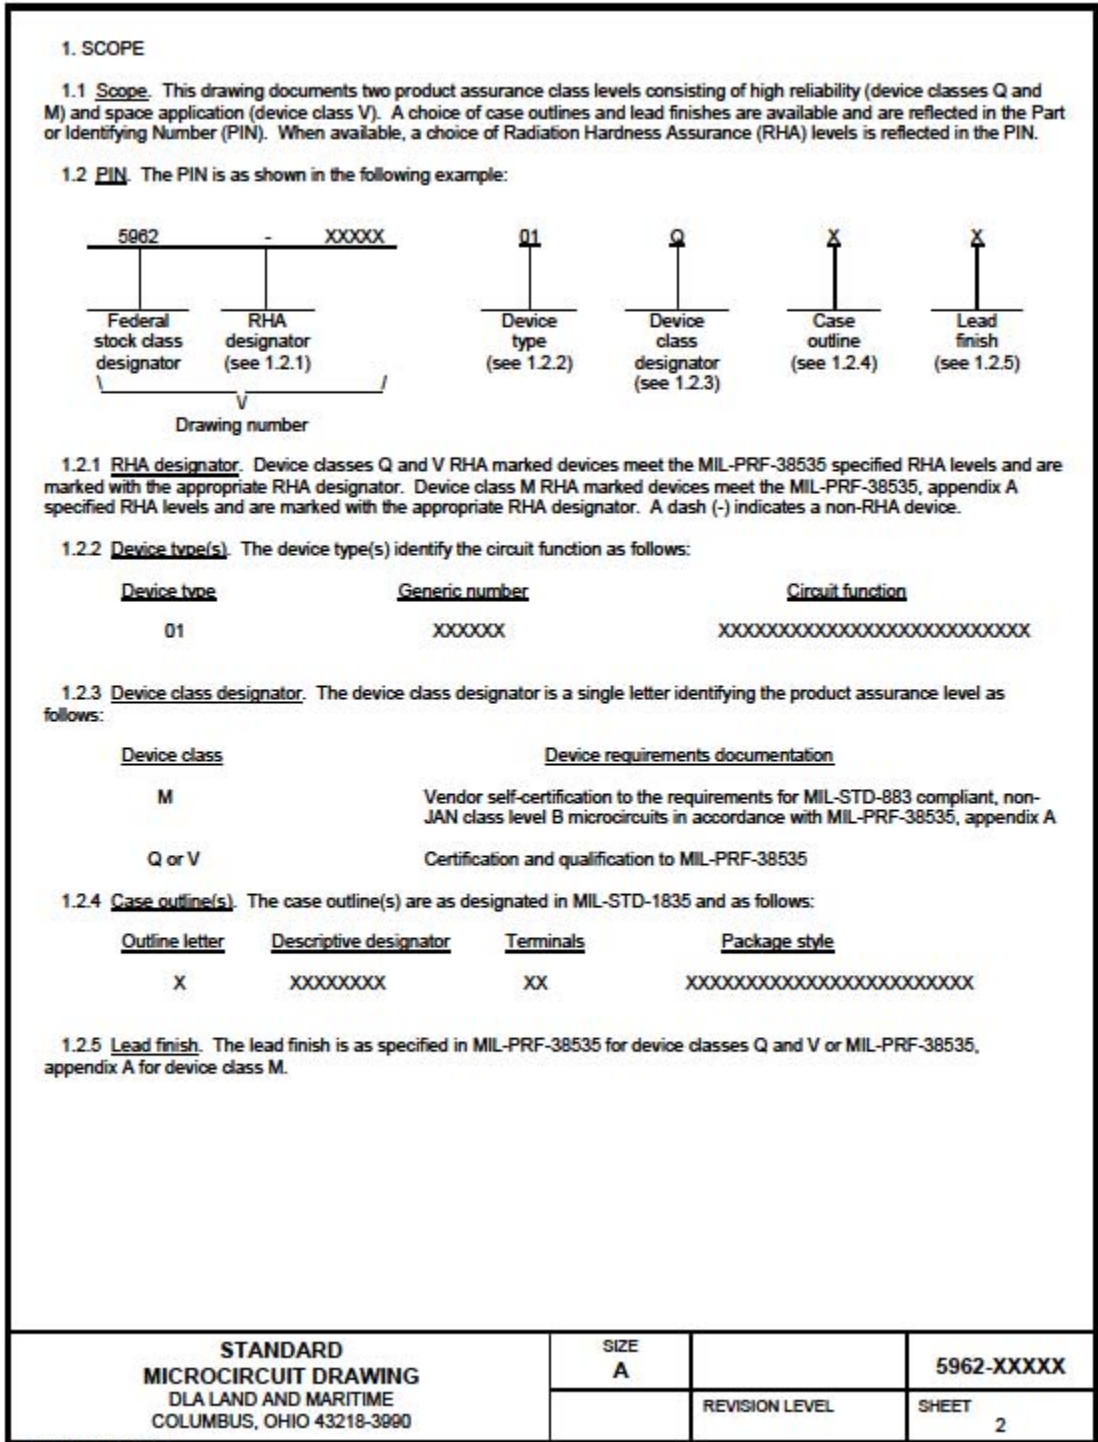 1. SCOPE
1.1 Scope. This drawing documents two product assurance class levels consisting of high reliability (device classes Q and
M) and space application (device class V). A choice of case outlines and lead finishes are available and are reflected in the Part
or Identifying Number (PIN). When available, a choice of Radiation Hardness Assurance (RHA) levels is reflected in the PIN.
1.2 PIN. The PIN is as shown in the following example:
5962 - XXXXX 01 Q X X
Federal RHA Device Device Case Lead
stock class designator type class outline finish
designator (see 1.2.1) (see 1.2.2) designator (see 1.2.4) (see 1.2.5)
(see 1.2.3)
\ /
V
Drawing number
1.2.1 RHA designator. Device classes Q and V RHA marked devices meet the MIL-PRF-38535 specified RHA levels and are
marked with the appropriate RHA designator. Device class M RHA marked devices meet the MIL-PRF-38535, appendix A
specified RHA levels and are marked with the appropriate RHA designator. A dash (-) indicates a non-RHA device.
1.2.2 Device type(s). The device type(s) identify the circuit function as follows:
Device type Generic number Circuit function
01 XXXXXX XXXXXXXXXXXXXXXXXXXXXXXXXX
1.2.3 Device class designator. The device class designator is a single letter identifying the product assurance level as
follows:
Device class Device requirements documentation
M Vendor self-certification to the requirements for MIL-STD-883 compliant, non-
JAN class level B microcircuits in accordance with MIL-PRF-38535, appendix A
Q or V Certification and qualification to MIL-PRF-38535
1.2.4 Case outline(s). The case outline(s) are as designated in MIL-STD-1835 and as follows:
Outline letter Descriptive designator Terminals Package style
X XXXXXXXX XX XXXXXXXXXXXXXXXXXXXXXXXX
1.2.5 Lead finish. The lead finish is as specified in MIL-PRF-38535 for device classes Q and V or MIL-PRF-38535,
appendix A for device class M.
STANDARD
MICROCIRCUIT DRAWING
DLA LAND AND MARITIME
COLUMBUS, OHIO 43218-3990
SIZE
A
5962-XXXXX
REVISION LEVEL
SHEET
2